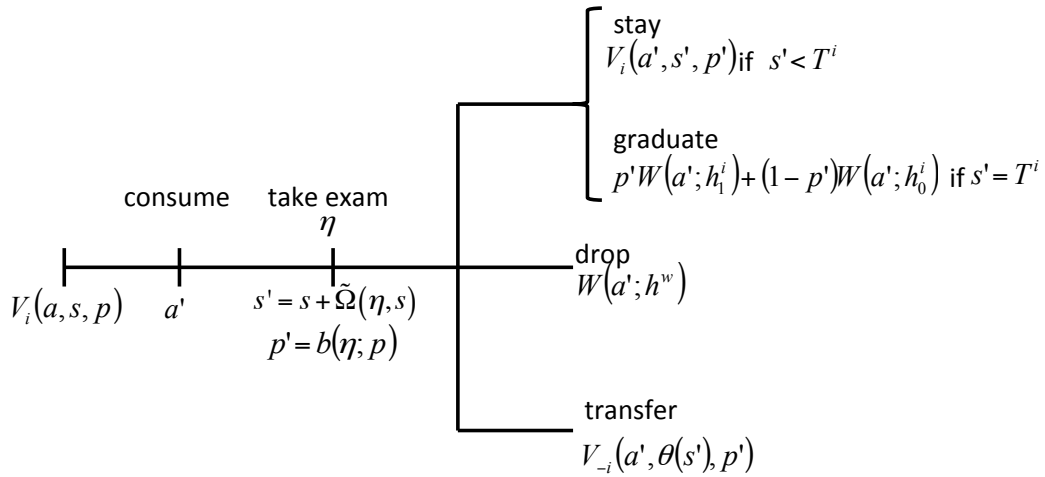 stay
V_i(a',s',p') if s' < T^i
graduate
p'W(a';h_1^i)+(1-p')W(a';h_0^i) if s' = T^i
consume take exam
η
drop
W(a';h^w)
V_i(a,s,p) a' s' = s + Ω̃(η,s)
p' = b(η;p)
transfer
V_{-i}(a',θ(s'),p')